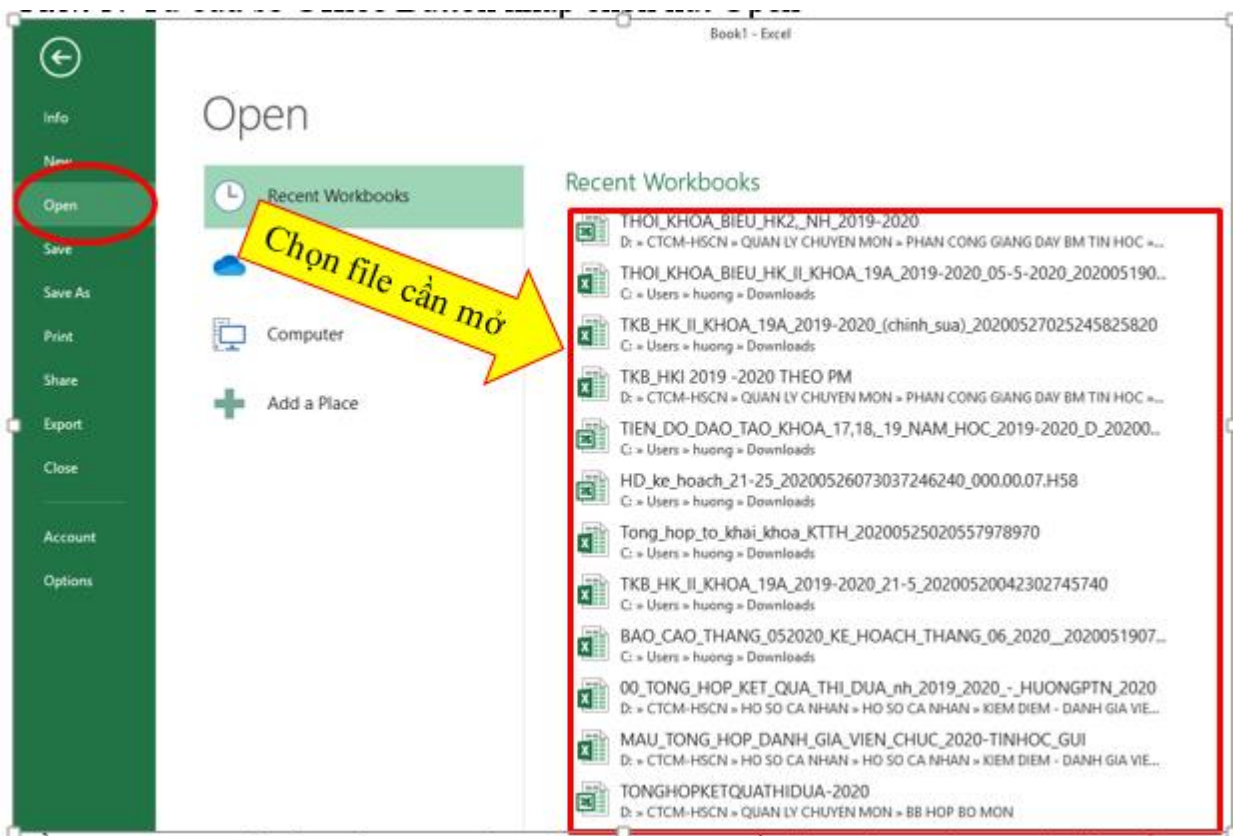 Book1 - Excel
Info
New
Open
Save
Save As
Print
Share
Export
Close
Account
Options
Open
Recent Workbooks
Computer
Add a Place
Chọn file cần mở
Recent Workbooks
THOI_KHOA_BIEU_HK2,_NH_2019-2020
D: » CTCM-HSCN » QUAN LY CHUYEN MON » PHAN CONG GIANG DAY BM TIN HOC »...
THOI_KHOA_BIEU_HK_II_KHOA_19A_2019-2020_05-5-2020_202005190...
C: » Users » huong » Downloads
TKB_HK_II_KHOA_19A_2019-2020_(chinh_sua)_20200527025245825820
C: » Users » huong » Downloads
TKB_HKI 2019 -2020 THEO PM
D: » CTCM-HSCN » QUAN LY CHUYEN MON » PHAN CONG GIANG DAY BM TIN HOC »...
TIEN_DO_DAO_TAO_KHOA_17,18,_19_NAM_HOC_2019-2020_D_20200...
C: » Users » huong » Downloads
HD_ke_hoach_21-25_20200526073037246240_000.00.07.H58
C: » Users » huong » Downloads
Tong_hop_to_khai_khoa_KTTH_20200525020557978970
C: » Users » huong » Downloads
TKB_HK_II_KHOA_19A_2019-2020_21-5_20200520042302745740
C: » Users » huong » Downloads
BAO_CAO_THANG_052020_KE_HOACH_THANG_06_2020__2020051907...
C: » Users » huong » Downloads
00_TONG_HOP_KET_QUA_THI_DUA_nh_2019_2020_-_HUONGPTN_2020
D: » CTCM-HSCN » HO SO CA NHAN » HO SO CA NHAN » KIEM DIEM - DANH GIA VIE...
MAU_TONG_HOP_DANH_GIA_VIEN_CHUC_2020-TINHOC_GUI
D: » CTCM-HSCN » HO SO CA NHAN » HO SO CA NHAN » KIEM DIEM - DANH GIA VIE...
TONGHOPKETQUATHIDUA-2020
D: » CTCM-HSCN » QUAN LY CHUYEN MON » BB HOP BO MON